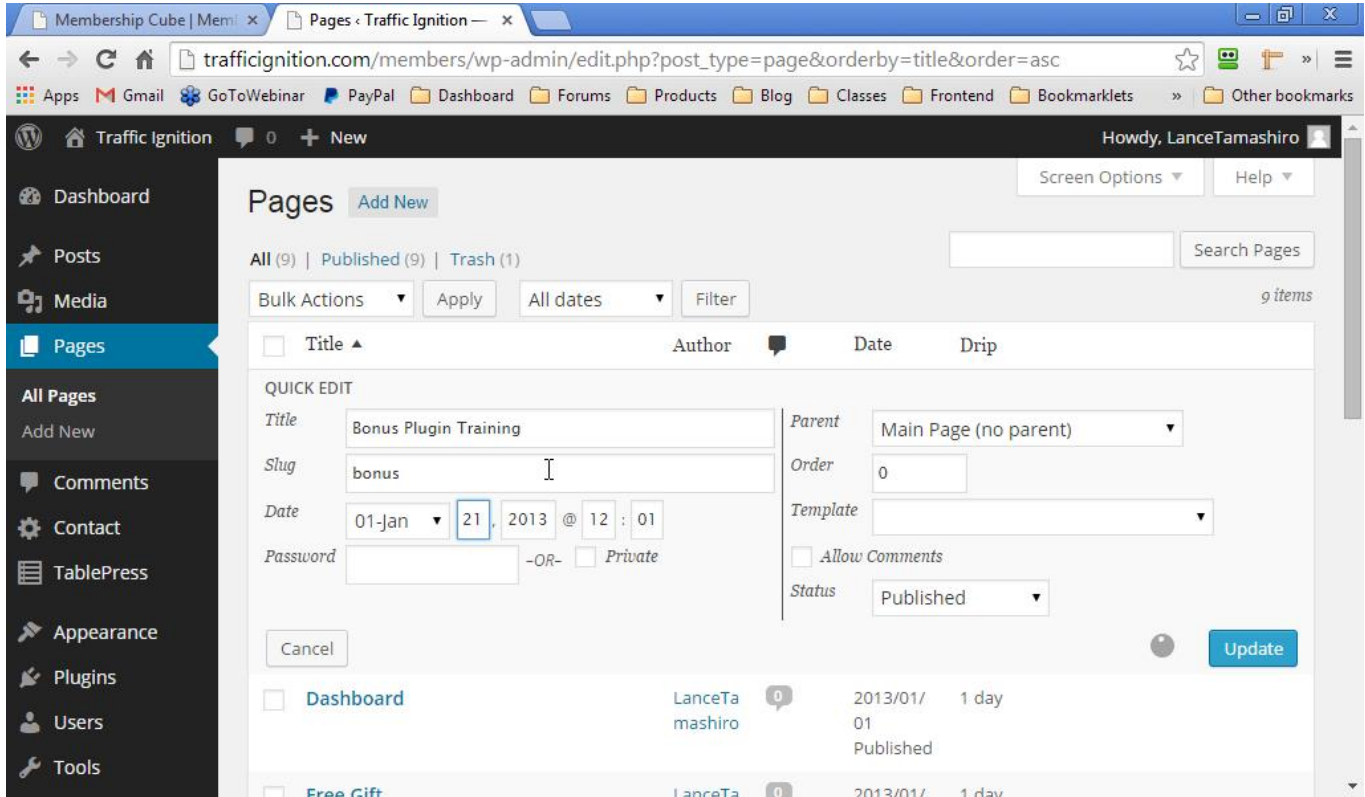 Membership Cube | Mem
Pages ‹ Traffic Ignition —
trafficignition.com/members/wp-admin/edit.php?post_type=page&orderby=title&order=asc
Apps Gmail GoToWebinar PayPal Dashboard Forums Products Blog Classes Frontend Bookmarklets » Other bookmarks
Traffic Ignition 0 + New Howdy, LanceTamashiro
Screen Options Help
Dashboard
Posts
Media
Pages
All Pages
Add New
Comments
Contact
TablePress
Appearance
Plugins
Users
Tools
Pages Add New
All (9) | Published (9) | Trash (1)
Search Pages
Bulk Actions Apply All dates Filter
9 items
Title Author Date Drip
QUICK EDIT
Title Bonus Plugin Training
Slug bonus
Date 01-Jan 21, 2013 @ 12 : 01
Password –OR– Private
Parent Main Page (no parent)
Order 0
Template
Allow Comments
Status Published
Cancel Update
Dashboard LanceTa 0 2013/01/ 1 day
mashiro 01
Published
Free Gift LanceTa 0 2013/01/ 1 day